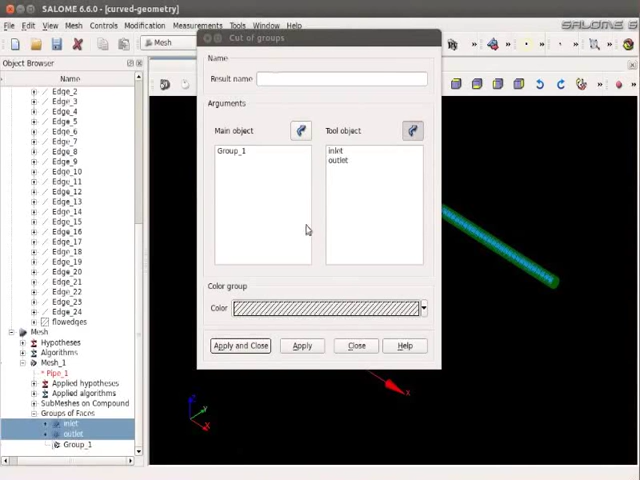 SALOME 6.6.0 - [curved-geometry]
File Edit View Mesh Controls Modification Measurements Tools Window Help
SALOME 6
Mesh
Object Browser
Name
Edge_2
Edge_3
Edge_4
Edge_5
Edge_6
Edge_7
Edge_8
Edge_9
Edge_10
Edge_11
Edge_12
Edge_13
Edge_14
Edge_15
Edge_16
Edge_17
Edge_18
Edge_19
Edge_20
Edge_21
Edge_22
Edge_23
Edge_24
flowedges
Mesh
Hypotheses
Algorithms
Mesh_1
* Pipe_1
Applied hypotheses
Applied algorithms
SubMeshes on Compound
Groups of Faces
inlet
outlet
Group_1
Cut of groups
Name
Result name
Arguments
Main object
Tool object
Group_1
inlet
outlet
Color group
Color
Apply and Close
Apply
Close
Help
Z
Y
X
X